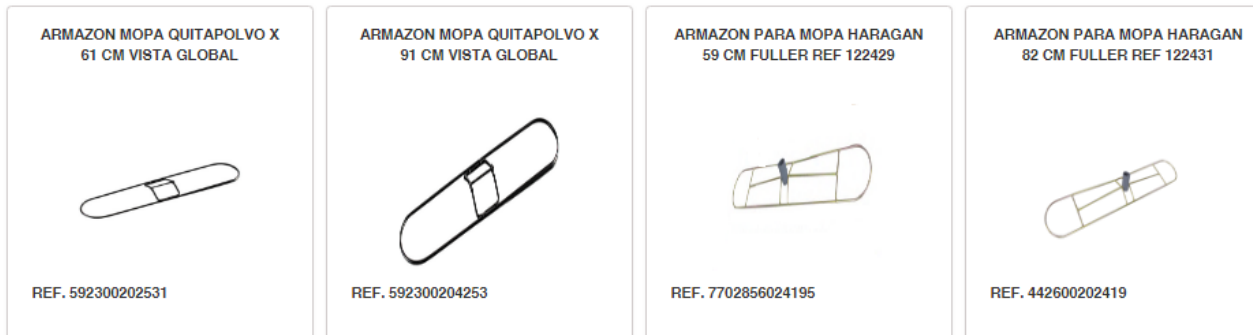 ARMAZON MOPA QUITAPOLVO X
61 CM VISTA GLOBAL
REF. 592300202531
ARMAZON MOPA QUITAPOLVO X
91 CM VISTA GLOBAL
REF. 592300204253
ARMAZON PARA MOPA HARAGAN
59 CM FULLER REF 122429
REF. 7702856024195
ARMAZON PARA MOPA HARAGAN
82 CM FULLER REF 122431
REF. 442600202419